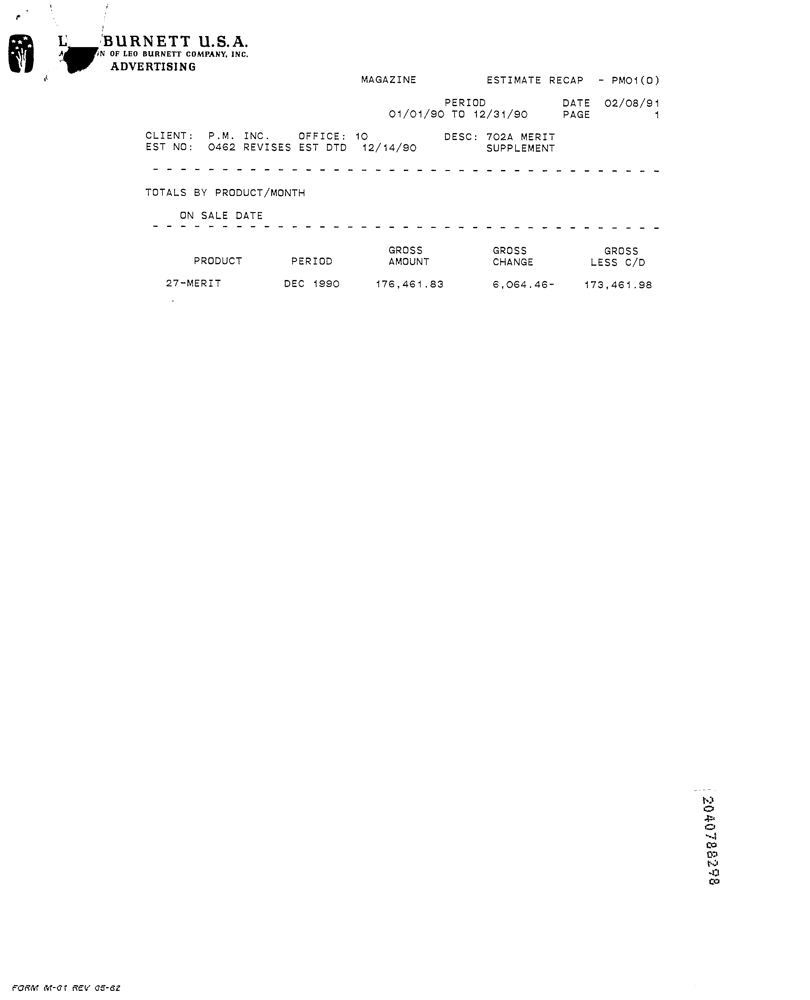 BURNETT U.S.A.
OF LEO BURNETT COMPANY, INC.
ADVERTISING
MAGAZINE ESTIMATE RECAP - PM01(D)
PERIOD DATE 02/08/91
01/01/90 TO 12/31/90 PAGE 1
CLIENT: P.M. INC. OFFICE: 10 DESC: 702A MERIT
EST NO: 0462 REVISES EST DTD 12/14/90 SUPPLEMENT
- - - - - - - - - - - - - - - - - - - - - - - - - - - - - - - - - - - - -
TOTALS BY PRODUCT/MONTH
ON SALE DATE
- - - - - - - - - - - - - - - - - - - - - - - - - - - - - - - - - - - - -
GROSS GROSS GROSS
PRODUCT PERIOD AMOUNT CHANGE LESS C/D
27-MERIT DEC 1990 176,461.83 6,064.46- 173,461.98
2040788298
FORM M-01 REV 05-82